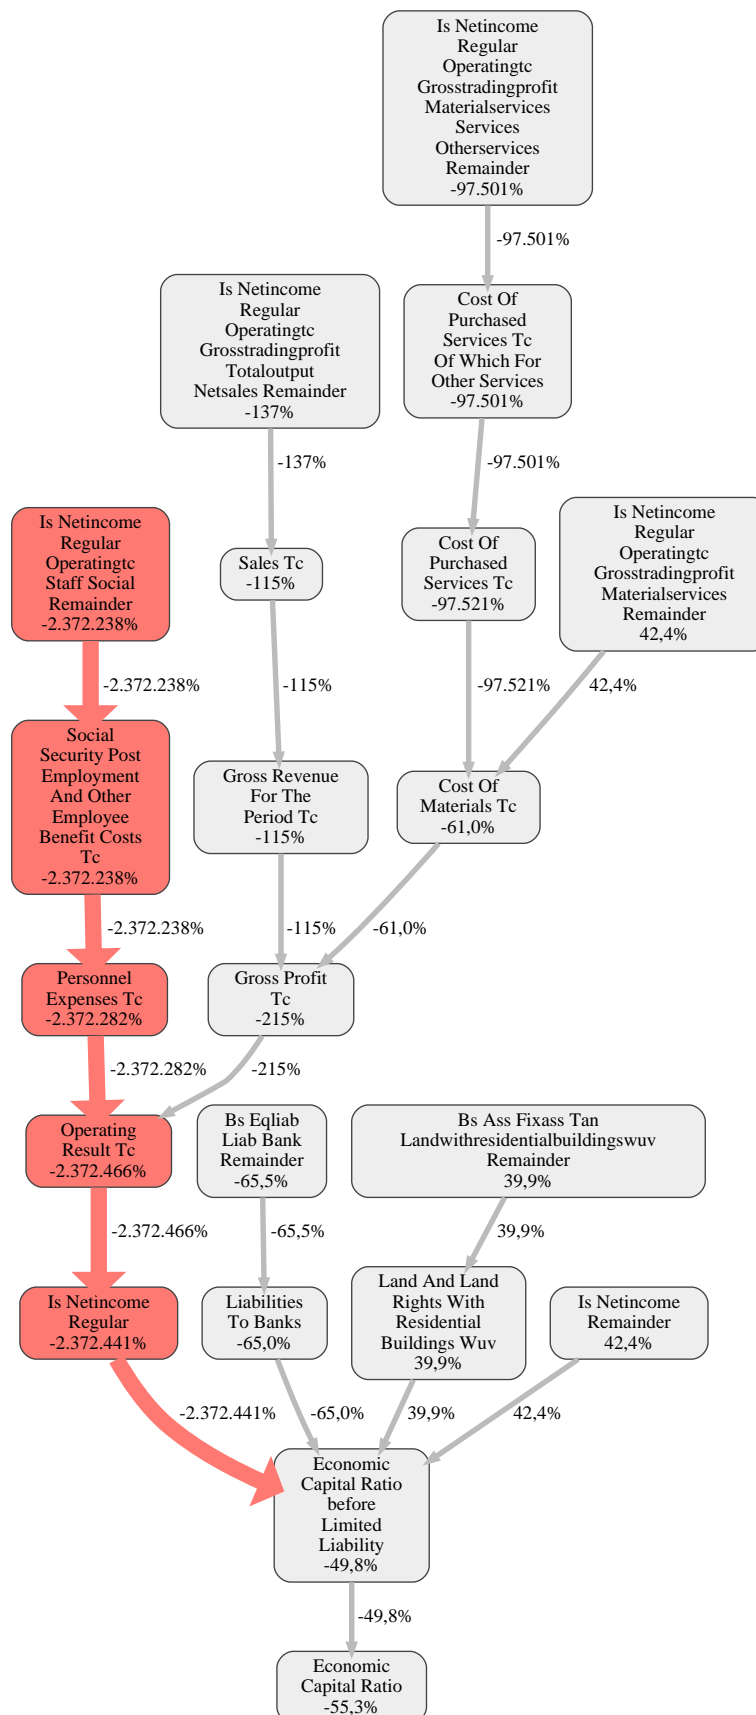 Is Netincome
Regular
Operatingtc
Grosstradingprofit
Materialservices
Services
Otherservices
Remainder
-97.501%
-97.501%
Is Netincome
Regular
Operatingtc
Grosstradingprofit
Totaloutput
Netsales Remainder
-137%
Cost Of
Purchased
Services Tc
Of Which For
Other Services
-97.501%
-137%
-97.501%
Is Netincome
Regular
Operatingtc
Staff Social
Remainder
-2.372.238%
Sales Tc
-115%
Cost Of
Purchased
Services Tc
-97.521%
Is Netincome
Regular
Operatingtc
Grosstradingprofit
Materialservices
Remainder
42,4%
-2.372.238%
-115%
-97.521%
42,4%
Social
Security Post
Employment
And Other
Employee
Benefit Costs
Tc
-2.372.238%
Gross Revenue
For The
Period Tc
-115%
Cost Of
Materials Tc
-61,0%
-2.372.238%
-115%
-61,0%
Personnel
Expenses Tc
-2.372.282%
Gross Profit
Tc
-215%
-2.372.282%
-215%
Operating
Result Tc
-2.372.466%
Bs Eqliab
Liab Bank
Remainder
-65,5%
Bs Ass Fixass Tan
Landwithresidentialbuildingswuv
Remainder
39,9%
-2.372.466%
-65,5%
39,9%
Is Netincome
Regular
-2.372.441%
Liabilities
To Banks
-65,0%
Land And Land
Rights With
Residential
Buildings Wuv
39,9%
Is Netincome
Remainder
42,4%
-2.372.441%
-65,0%
39,9%
42,4%
Economic
Capital Ratio
before
Limited
Liability
-49,8%
-49,8%
Economic
Capital Ratio
-55,3%